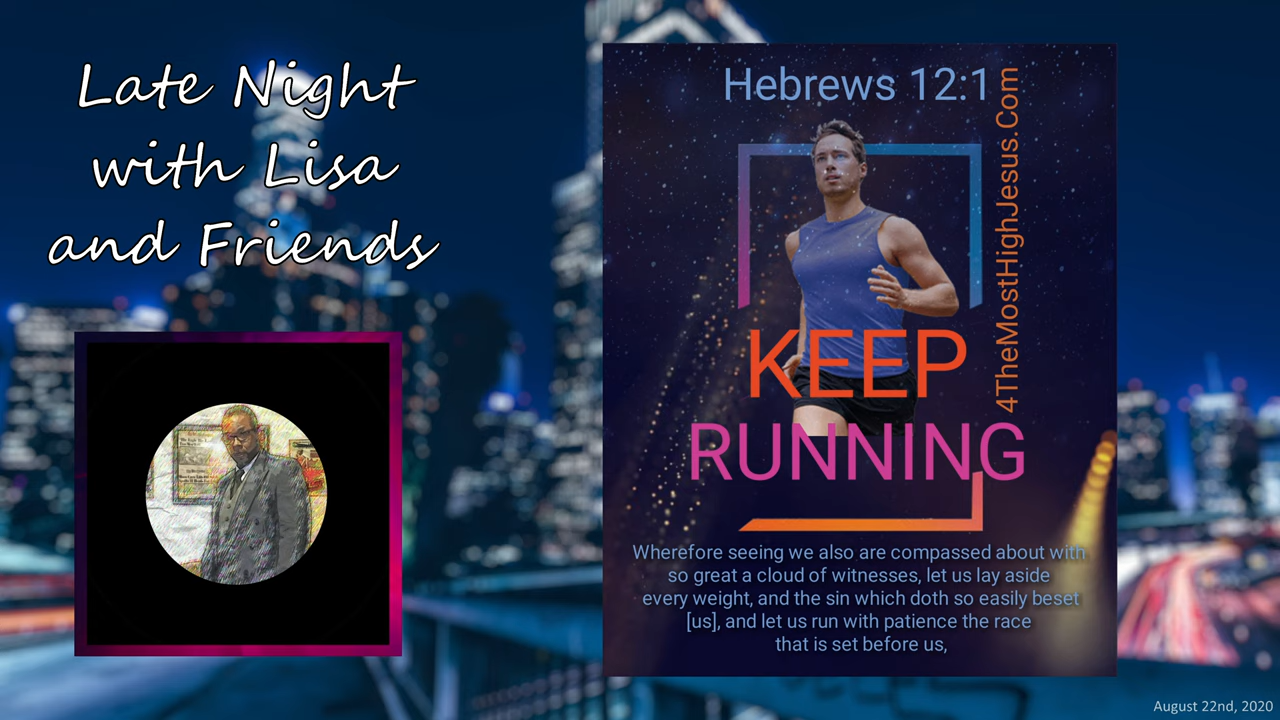 Late Night
with Lisa
and Friends
Hebrews 12:1
4TheMostHighJesus.Com
KEEP
RUNNING
Wherefore seeing we also are compassed about with
so great a cloud of witnesses, let us lay aside
every weight, and the sin which doth so easily beset
[us], and let us run with patience the race
that is set before us,
August 22nd, 2020